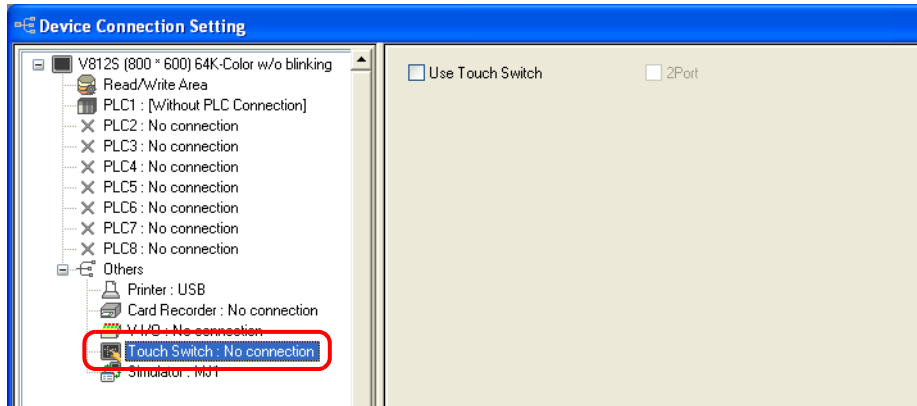 Device Connection Setting
V812S (800 * 600) 64K-Color w/o blinking
Read/Write Area
PLC1 : [Without PLC Connection]
PLC2 : No connection
PLC3 : No connection
PLC4 : No connection
PLC5 : No connection
PLC6 : No connection
PLC7 : No connection
PLC8 : No connection
Others
Printer : USB
Card Recorder : No connection
V-I/O : No connection
Touch Switch : No connection
Simulator : MJ1
Use Touch Switch
2Port